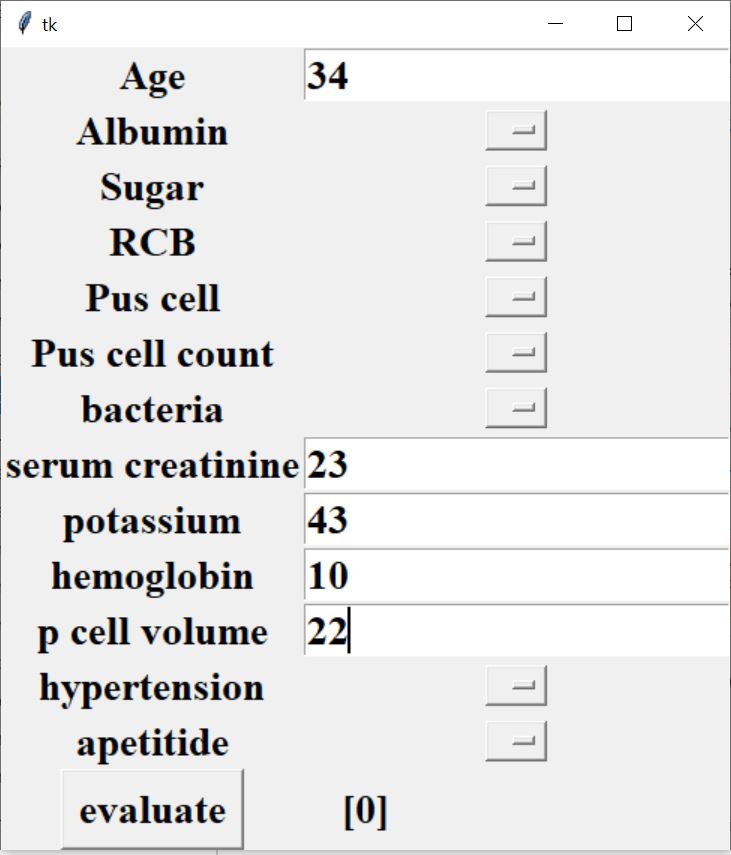 tk
Age 34
Albumin
Sugar
RCB
Pus cell
Pus cell count
bacteria
serum creatinine 23
potassium 43
hemoglobin 10
p cell volume 22
hypertension
apetitide
evaluate [0]